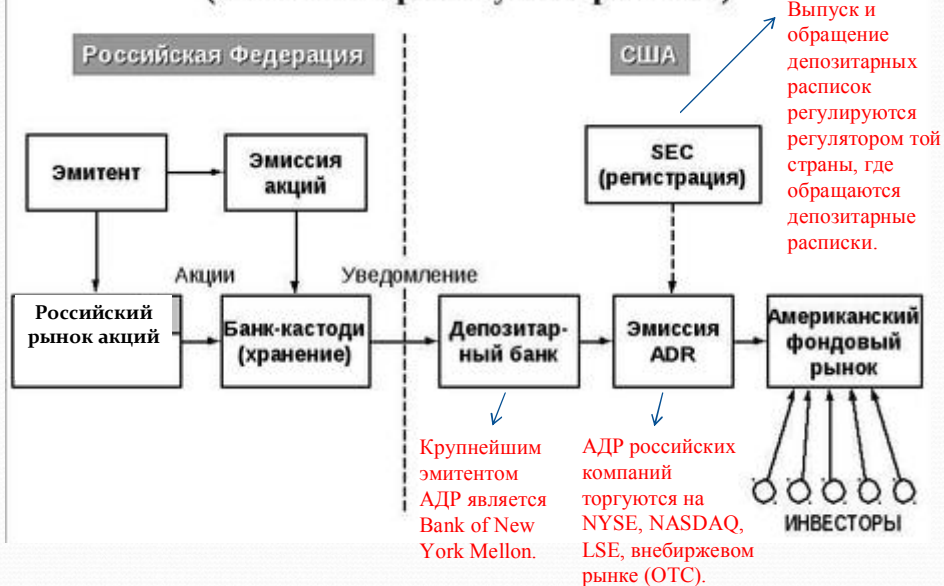 Российская Федерация
США
Выпуск и
обращение
депозитарных
расписок
регулируются
регулятором той
страны, где
обращаются
депозитарные
расписки.
Эмитент
Эмиссия
акций
SEC
(регистрация)
Акции
Уведомление
Российский
рынок акций
Банк-кастоди
(хранение)
Депозитар-
ный банк
Эмиссия
ADR
Американский
фондовый
рынок
Крупнейшим
эмитентом
АДР является
Bank of New
York Mellon.
АДР российских
компаний
торгуются на
NYSE, NASDAQ,
LSE, внебиржевом
рынке (OTC).
ИНВЕСТОРЫ